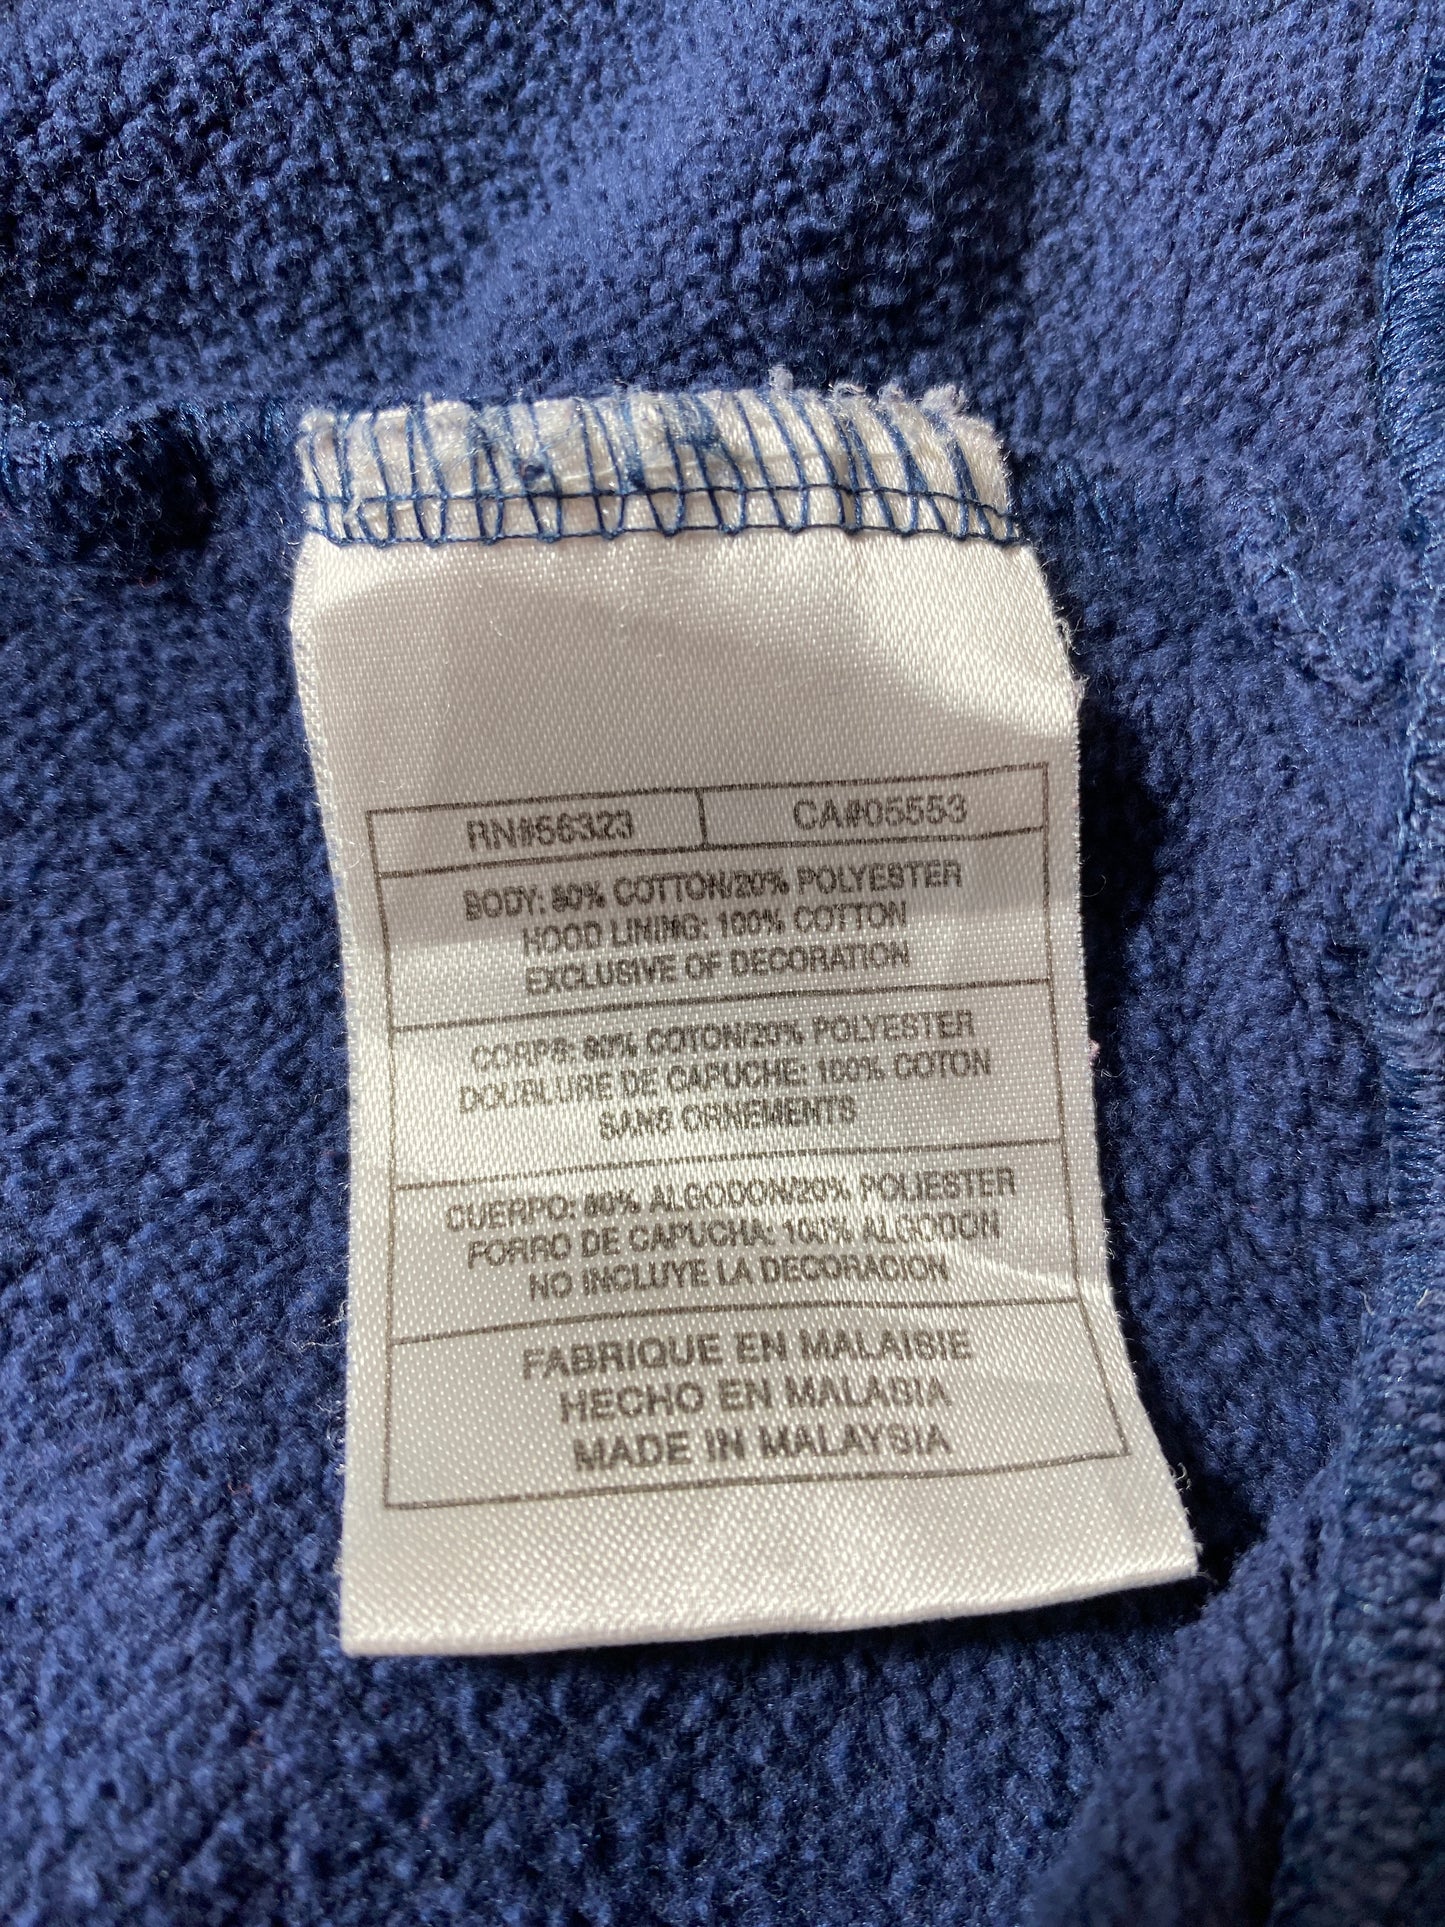 RN#56323 CA#05553
BODY: 80% COTTON/20% POLYESTER
HOOD LINING: 100% COTTON
EXCLUSIVE OF DECORATION
CORPS: 80% COTON/20% POLYESTER
DOUBLURE DE CAPUCHE: 100% COTON
SANS ORNEMENTS
CUERPO: 80% ALGODON/20% POLIESTER
FORRO DE CAPUCHA: 100% ALGODON
NO INCLUYE LA DECORACION
FABRIQUE EN MALAISIE
HECHO EN MALASIA
MADE IN MALAYSIA